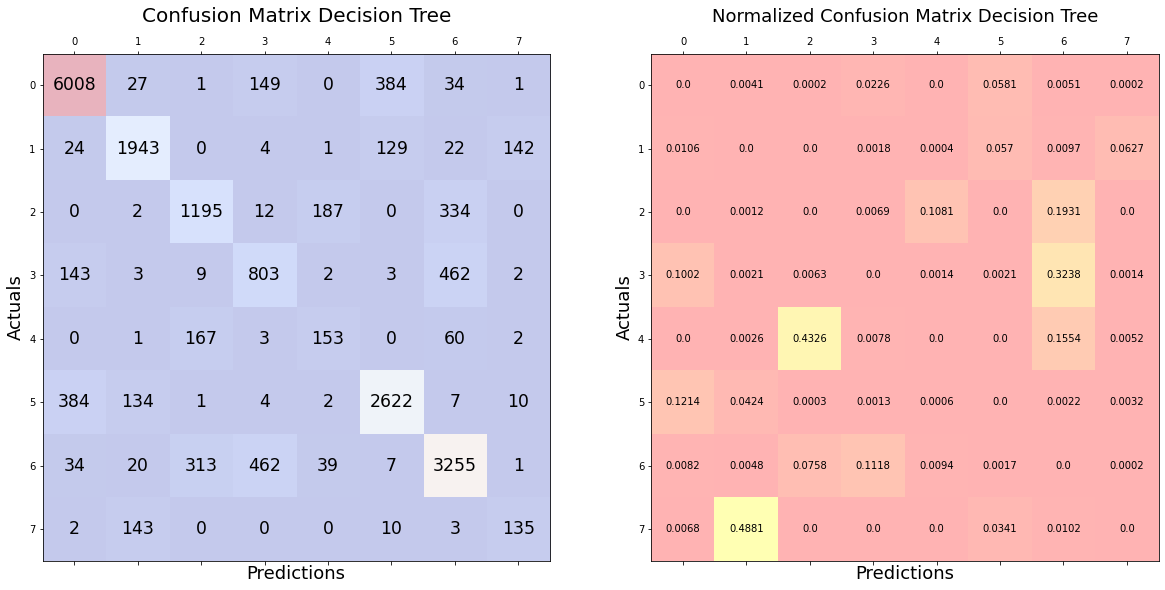 Confusion Matrix Decision Tree
0 1 2 3 4 5 6 7
0 6008 27 1 149 0 384 34 1
1 24 1943 0 4 1 129 22 142
2 0 2 1195 12 187 0 334 0
3 143 3 9 803 2 3 462 2
4 0 1 167 3 153 0 60 2
5 384 134 1 4 2 2622 7 10
6 34 20 313 462 39 7 3255 1
7 2 143 0 0 0 10 3 135
Actuals
Predictions
Normalized Confusion Matrix Decision Tree
0 1 2 3 4 5 6 7
0 0.0 0.0041 0.0002 0.0226 0.0 0.0581 0.0051 0.0002
1 0.0106 0.0 0.0 0.0018 0.0004 0.057 0.0097 0.0627
2 0.0 0.0012 0.0 0.0069 0.1081 0.0 0.1931 0.0
3 0.1002 0.0021 0.0063 0.0 0.0014 0.0021 0.3238 0.0014
4 0.0 0.0026 0.4326 0.0078 0.0 0.0 0.1554 0.0052
5 0.1214 0.0424 0.0003 0.0013 0.0006 0.0 0.0022 0.0032
6 0.0082 0.0048 0.0758 0.1118 0.0094 0.0017 0.0 0.0002
7 0.0068 0.4881 0.0 0.0 0.0 0.0341 0.0102 0.0
Actuals
Predictions